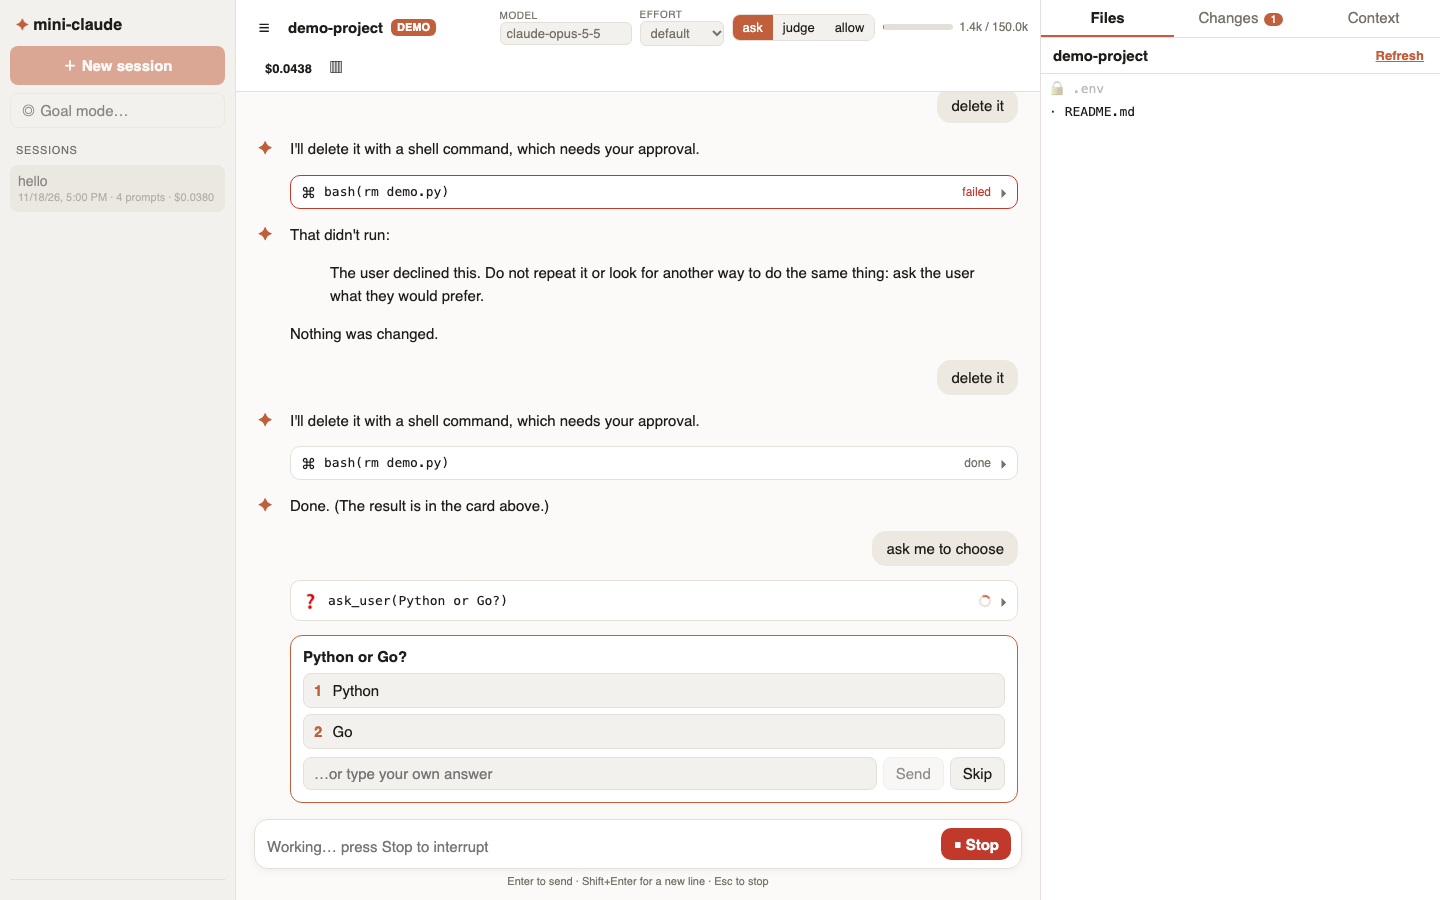 mini-claude
+ New session
Goal mode…
SESSIONS
hello
11/18/26, 5:00 PM · 4 prompts · $0.0380
demo-project DEMO
MODEL
claude-opus-5-5
EFFORT
default
ask judge allow
1.4k / 150.0k
$0.0438
delete it
I'll delete it with a shell command, which needs your approval.
bash(rm demo.py) failed
That didn't run:
The user declined this. Do not repeat it or look for another way to do the same thing: ask the user
what they would prefer.
Nothing was changed.
delete it
I'll delete it with a shell command, which needs your approval.
bash(rm demo.py) done
Done. (The result is in the card above.)
ask me to choose
❓ ask_user(Python or Go?)
Python or Go?
1 Python
2 Go
…or type your own answer Send Skip
Working… press Stop to interrupt Stop
Enter to send · Shift+Enter for a new line · Esc to stop
Files Changes 1 Context
demo-project Refresh
.env
· README.md